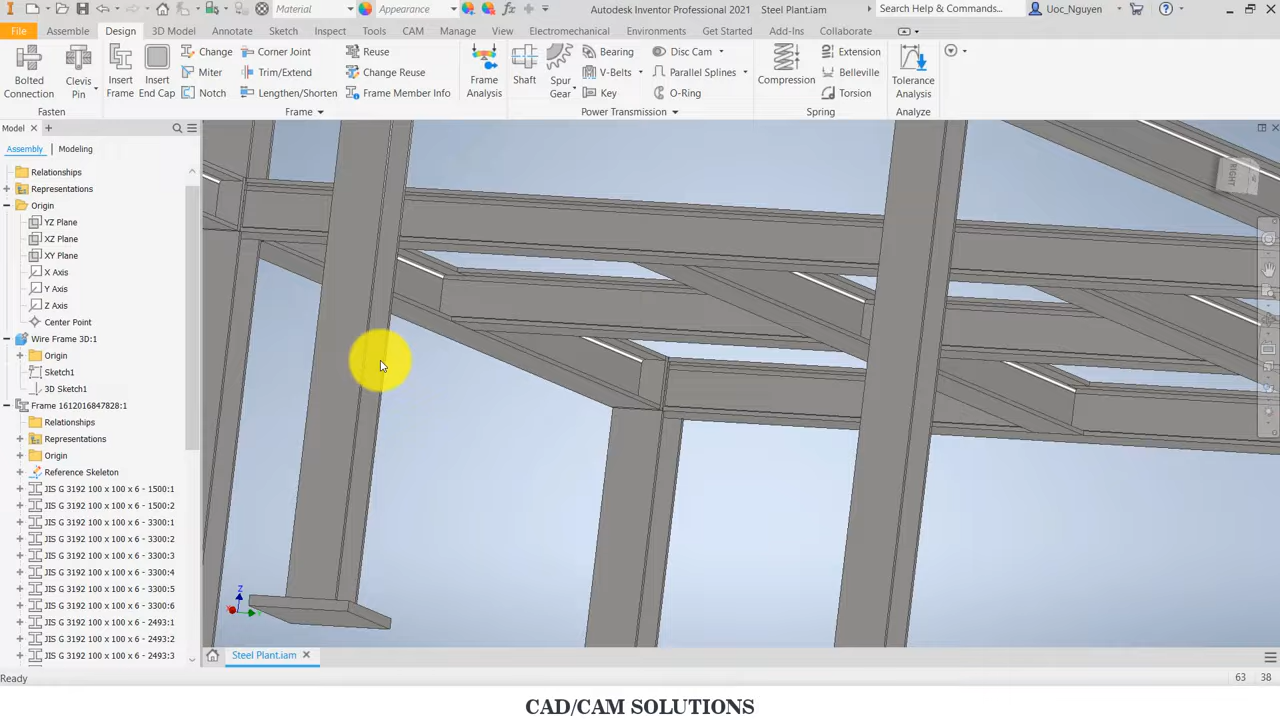 Material
Appearance
fx
Autodesk Inventor Professional 2021 Steel Plant.iam
Search Help & Commands...
Uoc_Nguyen
File Assembly Design 3D Model Annotate Sketch Inspect Tools CAM Manage View Electromechanical Environments Get Started Add-Ins Collaborate
Bolted Connection
Clevis Pin
Fasten
Insert Frame
Insert End Cap
Change
Miter
Notch
Corner Joint
Trim/Extend
Lengthen/Shorten
Reuse
Change Reuse
Frame Member Info
Frame
Frame Analysis
Shaft
Spur Gear
Bearing
V-Belts
Key
Disc Cam
Parallel Splines
O-Ring
Power Transmission
Compression
Extension
Belleville
Torsion
Spring
Tolerance Analysis
Analyze
Model
Assembly Modeling
Relationships
Representations
Origin
YZ Plane
XZ Plane
XY Plane
X Axis
Y Axis
Z Axis
Center Point
Wire Frame 3D:1
Origin
Sketch1
3D Sketch1
Frame 1612016847828:1
Relationships
Representations
Origin
Reference Skeleton
JIS G 3192 100 x 100 x 6 - 1500:1
JIS G 3192 100 x 100 x 6 - 1500:2
JIS G 3192 100 x 100 x 6 - 3300:1
JIS G 3192 100 x 100 x 6 - 3300:2
JIS G 3192 100 x 100 x 6 - 3300:3
JIS G 3192 100 x 100 x 6 - 3300:4
JIS G 3192 100 x 100 x 6 - 3300:5
JIS G 3192 100 x 100 x 6 - 3300:6
JIS G 3192 100 x 100 x 6 - 2493:1
JIS G 3192 100 x 100 x 6 - 2493:2
JIS G 3192 100 x 100 x 6 - 2493:3
RIGHT
Z
Steel Plant.iam
Ready
63 38
CAD/CAM SOLUTIONS